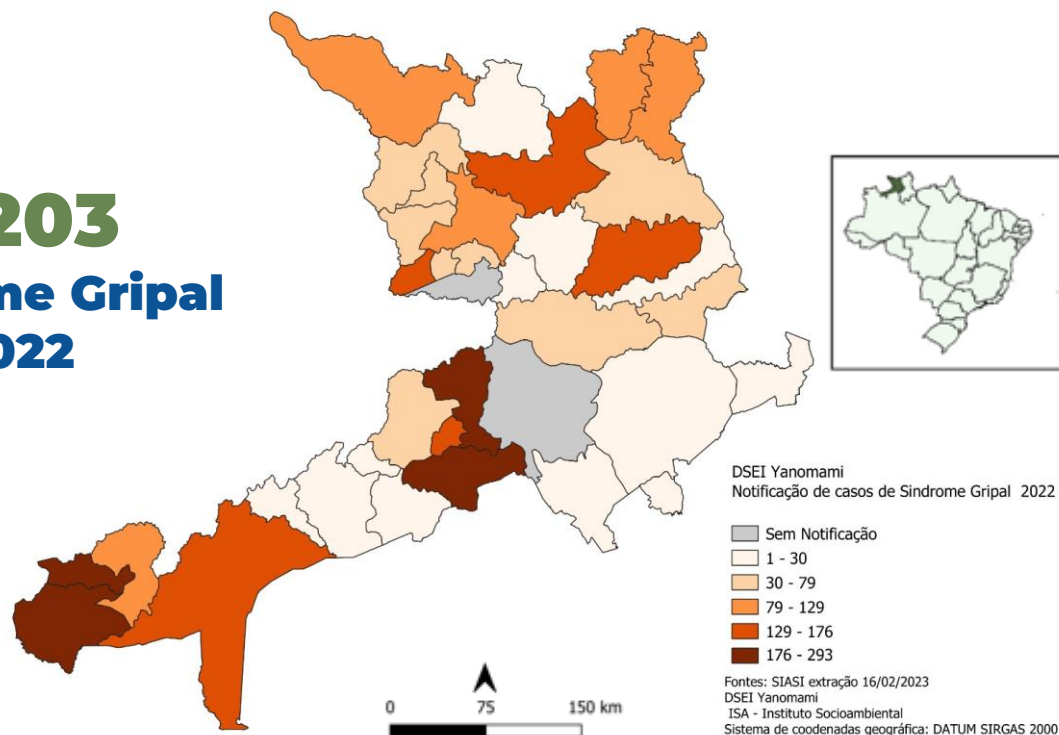 203
me Gripal
022
DSEI Yanomami
Notificação de casos de Sindrome Gripal 2022
Sem Notificação
1 - 30
30 - 79
79 - 129
129 - 176
176 - 293
0 75 150 km
Fontes: SIASI extração 16/02/2023
DSEI Yanomami
ISA - Instituto Socioambiental
Sistema de coodenadas geográfica: DATUM SIRGAS 2000